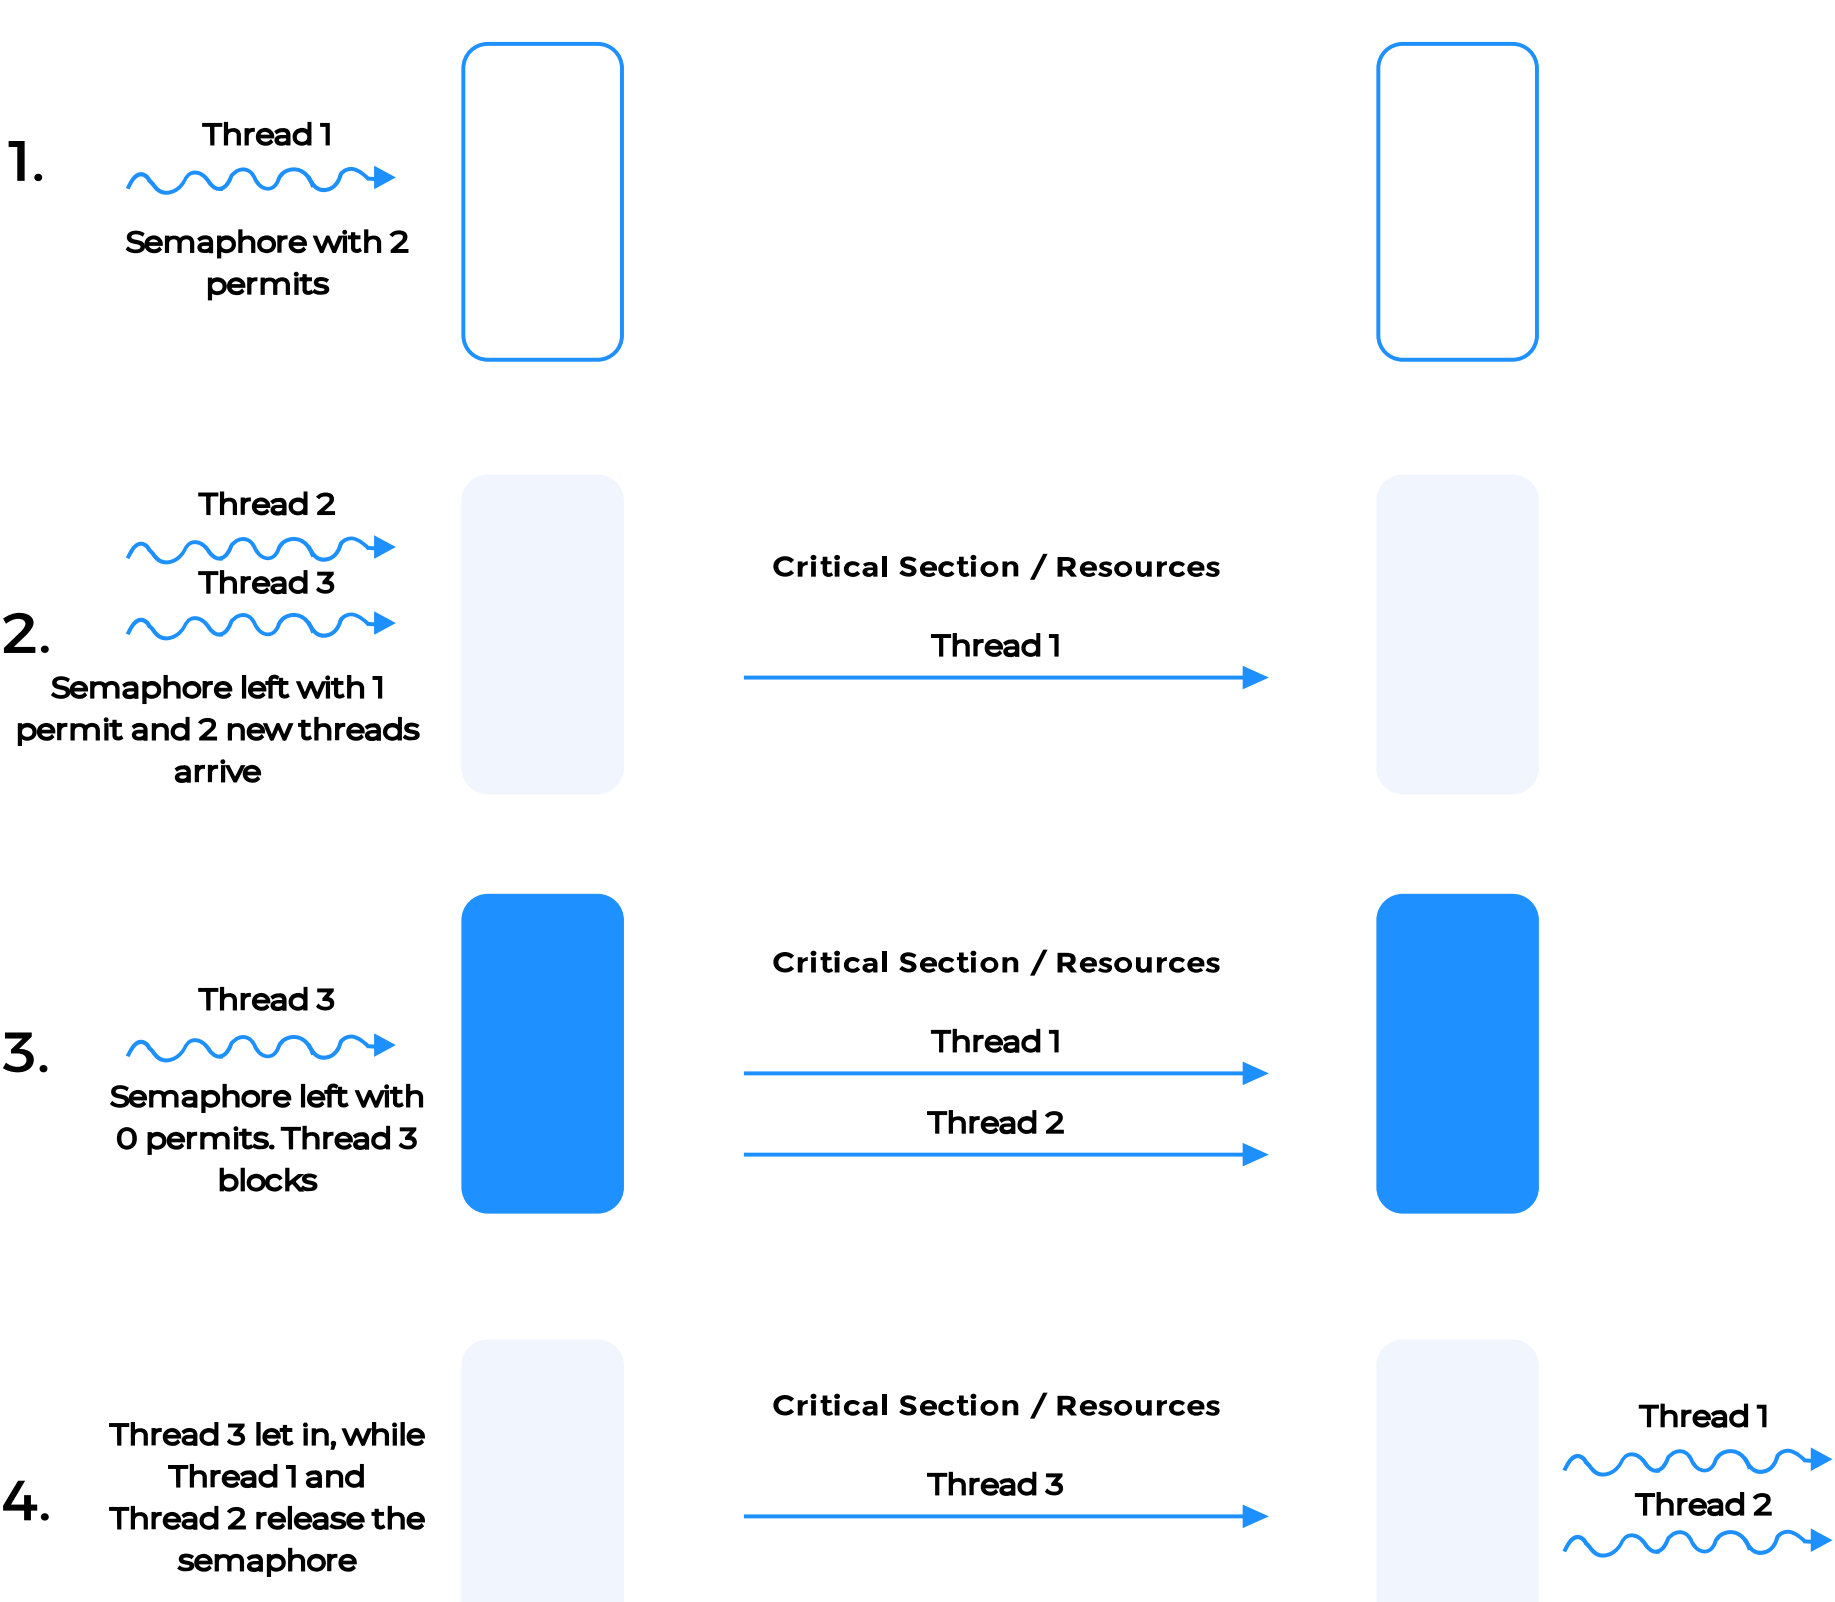 1.
Thread 1
Semaphore with 2
permits
2.
Thread 2
Thread 3
Semaphore left with 1
permit and 2 new threads
arrive
Critical Section / Resources
Thread 1
3.
Thread 3
Semaphore left with
0 permits. Thread 3
blocks
Critical Section / Resources
Thread 1
Thread 2
4.
Thread 3 let in, while
Thread 1 and
Thread 2 release the
semaphore
Critical Section / Resources
Thread 3
Thread 1
Thread 2